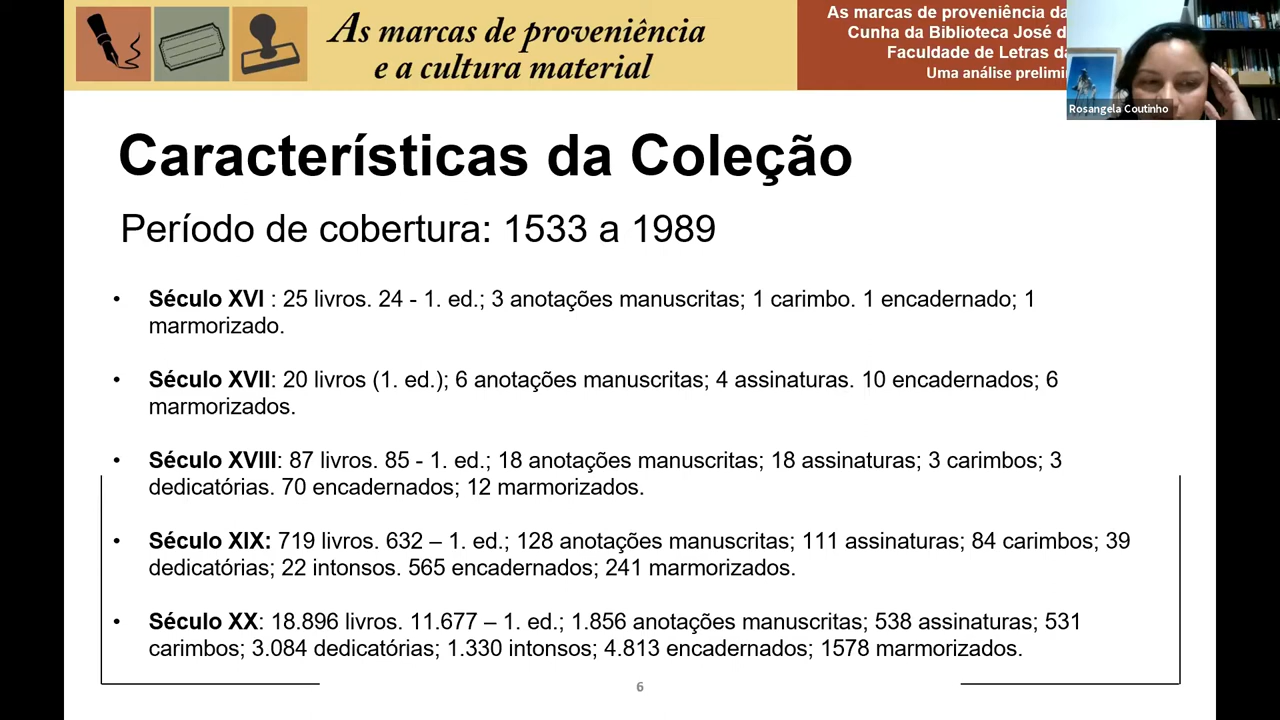 As marcas de proveniência
e a cultura material
As marcas de proveniência da
Cunha da Biblioteca José d
Faculdade de Letras da
Uma análise prelimi
Rosangela Coutinho
Características da Coleção
Período de cobertura: 1533 a 1989
• Século XVI : 25 livros. 24 - 1. ed.; 3 anotações manuscritas; 1 carimbo. 1 encadernado; 1
marmorizado.
• Século XVII: 20 livros (1. ed.); 6 anotações manuscritas; 4 assinaturas. 10 encadernados; 6
marmorizados.
• Século XVIII: 87 livros. 85 - 1. ed.; 18 anotações manuscritas; 18 assinaturas; 3 carimbos; 3
dedicatórias. 70 encadernados; 12 marmorizados.
• Século XIX: 719 livros. 632 – 1. ed.; 128 anotações manuscritas; 111 assinaturas; 84 carimbos; 39
dedicatórias; 22 intonsos. 565 encadernados; 241 marmorizados.
• Século XX: 18.896 livros. 11.677 – 1. ed.; 1.856 anotações manuscritas; 538 assinaturas; 531
carimbos; 3.084 dedicatórias; 1.330 intonsos; 4.813 encadernados; 1578 marmorizados.
6